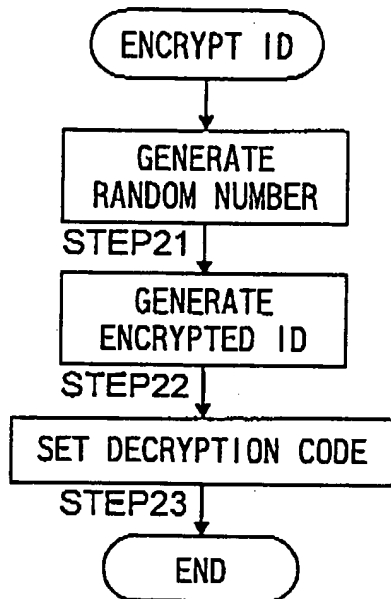 ENCRYPT ID
GENERATE
RANDOM NUMBER
STEP21
GENERATE
ENCRYPTED ID
STEP22
SET DECRYPTION CODE
STEP23
END